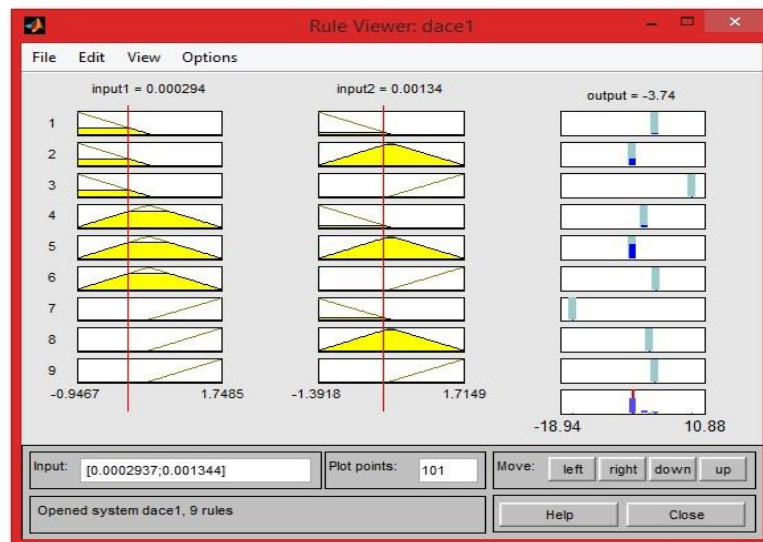 Rule Viewer: dace1
File Edit View Options
input1 = 0.000294
input2 = 0.00134
output = -3.74
1
2
3
4
5
6
7
8
9
-0.9467 1.7485
-1.3918 1.7149
-18.94 10.88
Input: [0.0002937;0.001344]
Plot points: 101
Move: left right down up
Opened system dace1, 9 rules
Help Close